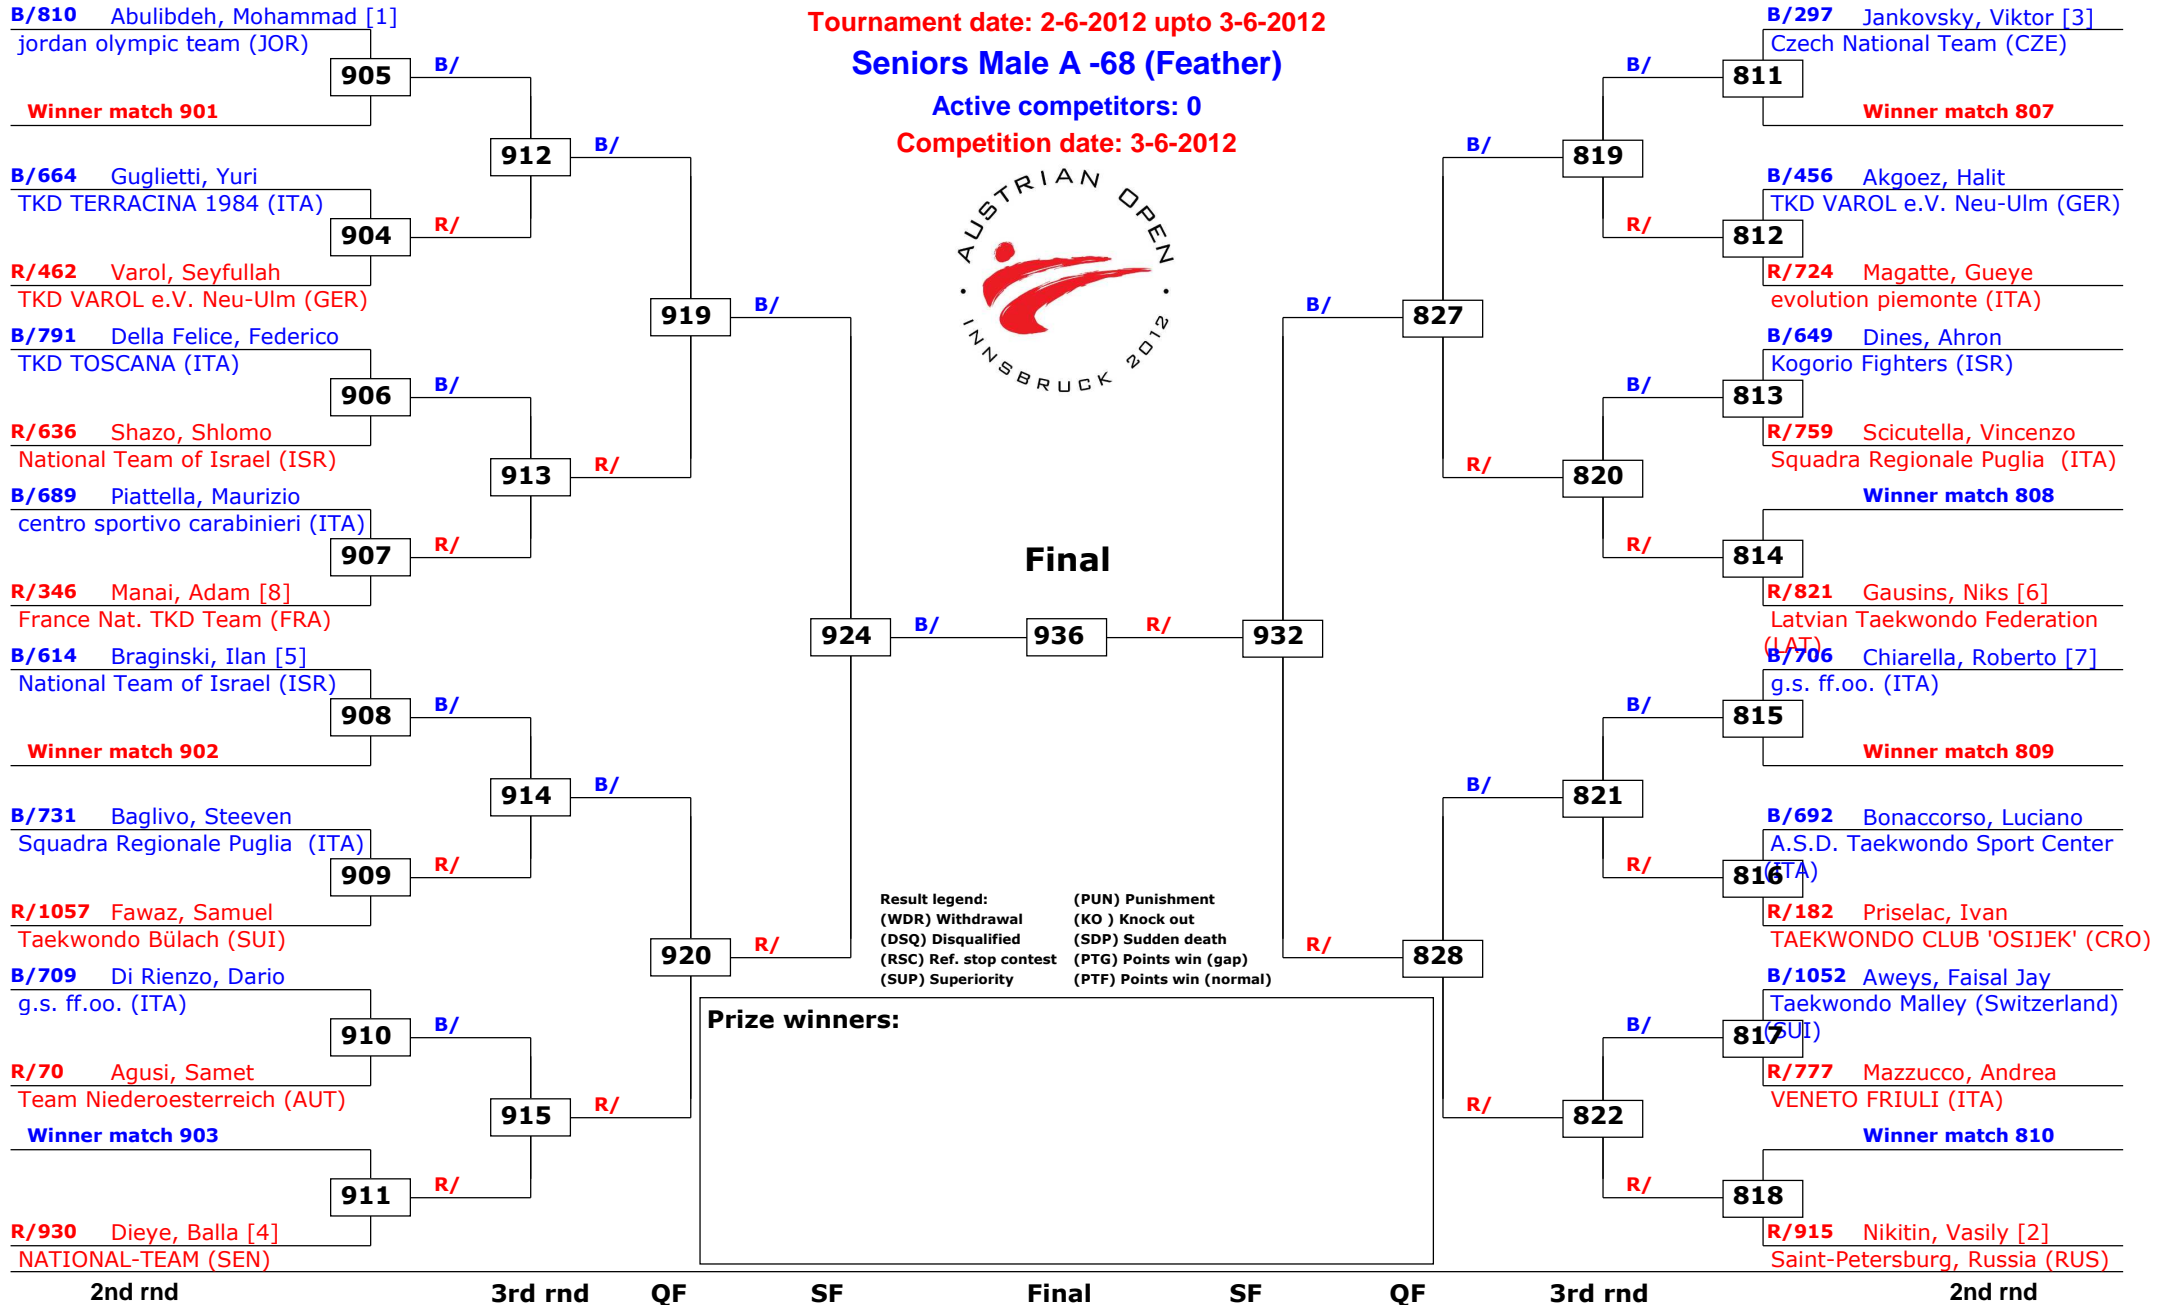 Tournament date: 2-6-2012 upto 3-6-2012
Seniors Male A -68 (Feather)
Active competitors: 0
Competition date: 3-6-2012
· AUSTRIAN OPEN ·
INNSBRUCK 2012
B/810 Abulibdeh, Mohammad [1]
jordan olympic team (JOR)
905
Winner match 901
B/664 Guglietti, Yuri
TKD TERRACINA 1984 (ITA)
904
R/462 Varol, Seyfullah
TKD VAROL e.V. Neu-Ulm (GER)
B/791 Della Felice, Federico
TKD TOSCANA (ITA)
906
R/636 Shazo, Shlomo
National Team of Israel (ISR)
B/689 Piattella, Maurizio
centro sportivo carabinieri (ITA)
907
R/346 Manai, Adam [8]
France Nat. TKD Team (FRA)
B/614 Braginski, Ilan [5]
National Team of Israel (ISR)
908
Winner match 902
B/731 Baglivo, Steeven
Squadra Regionale Puglia (ITA)
909
R/1057 Fawaz, Samuel
Taekwondo Bülach (SUI)
B/709 Di Rienzo, Dario
g.s. ff.oo. (ITA)
910
R/70 Agusi, Samet
Team Niederoesterreich (AUT)
Winner match 903
911
R/930 Dieye, Balla [4]
NATIONAL-TEAM (SEN)
B/
912
R/
B/
913
R/
B/
914
R/
B/
915
R/
B/
919
R/
B/
920
R/
B/
924
R/
Final
B/
936
R/
B/
932
R/
B/
827
R/
B/
828
R/
B/
819
R/
B/
820
R/
B/
821
R/
B/
822
R/
B/297 Jankovsky, Viktor [3]
Czech National Team (CZE)
811
Winner match 807
B/456 Akgoez, Halit
TKD VAROL e.V. Neu-Ulm (GER)
812
R/724 Magatte, Gueye
evolution piemonte (ITA)
B/649 Dines, Ahron
Kogorio Fighters (ISR)
813
R/759 Scicutella, Vincenzo
Squadra Regionale Puglia (ITA)
Winner match 808
814
R/821 Gausins, Niks [6]
Latvian Taekwondo Federation
(LAT)
B/706 Chiarella, Roberto [7]
g.s. ff.oo. (ITA)
815
Winner match 809
B/692 Bonaccorso, Luciano
A.S.D. Taekwondo Sport Center
(ITA)
816
R/182 Priselac, Ivan
TAEKWONDO CLUB 'OSIJEK' (CRO)
B/1052 Aweys, Faisal Jay
Taekwondo Malley (Switzerland)
(SUI)
817
R/777 Mazzucco, Andrea
VENETO FRIULI (ITA)
Winner match 810
818
R/915 Nikitin, Vasily [2]
Saint-Petersburg, Russia (RUS)
Result legend: (PUN) Punishment
(WDR) Withdrawal (KO ) Knock out
(DSQ) Disqualified (SDP) Sudden death
(RSC) Ref. stop contest (PTG) Points win (gap)
(SUP) Superiority (PTF) Points win (normal)
Prize winners:
2nd rnd 3rd rnd QF SF Final SF QF 3rd rnd 2nd rnd